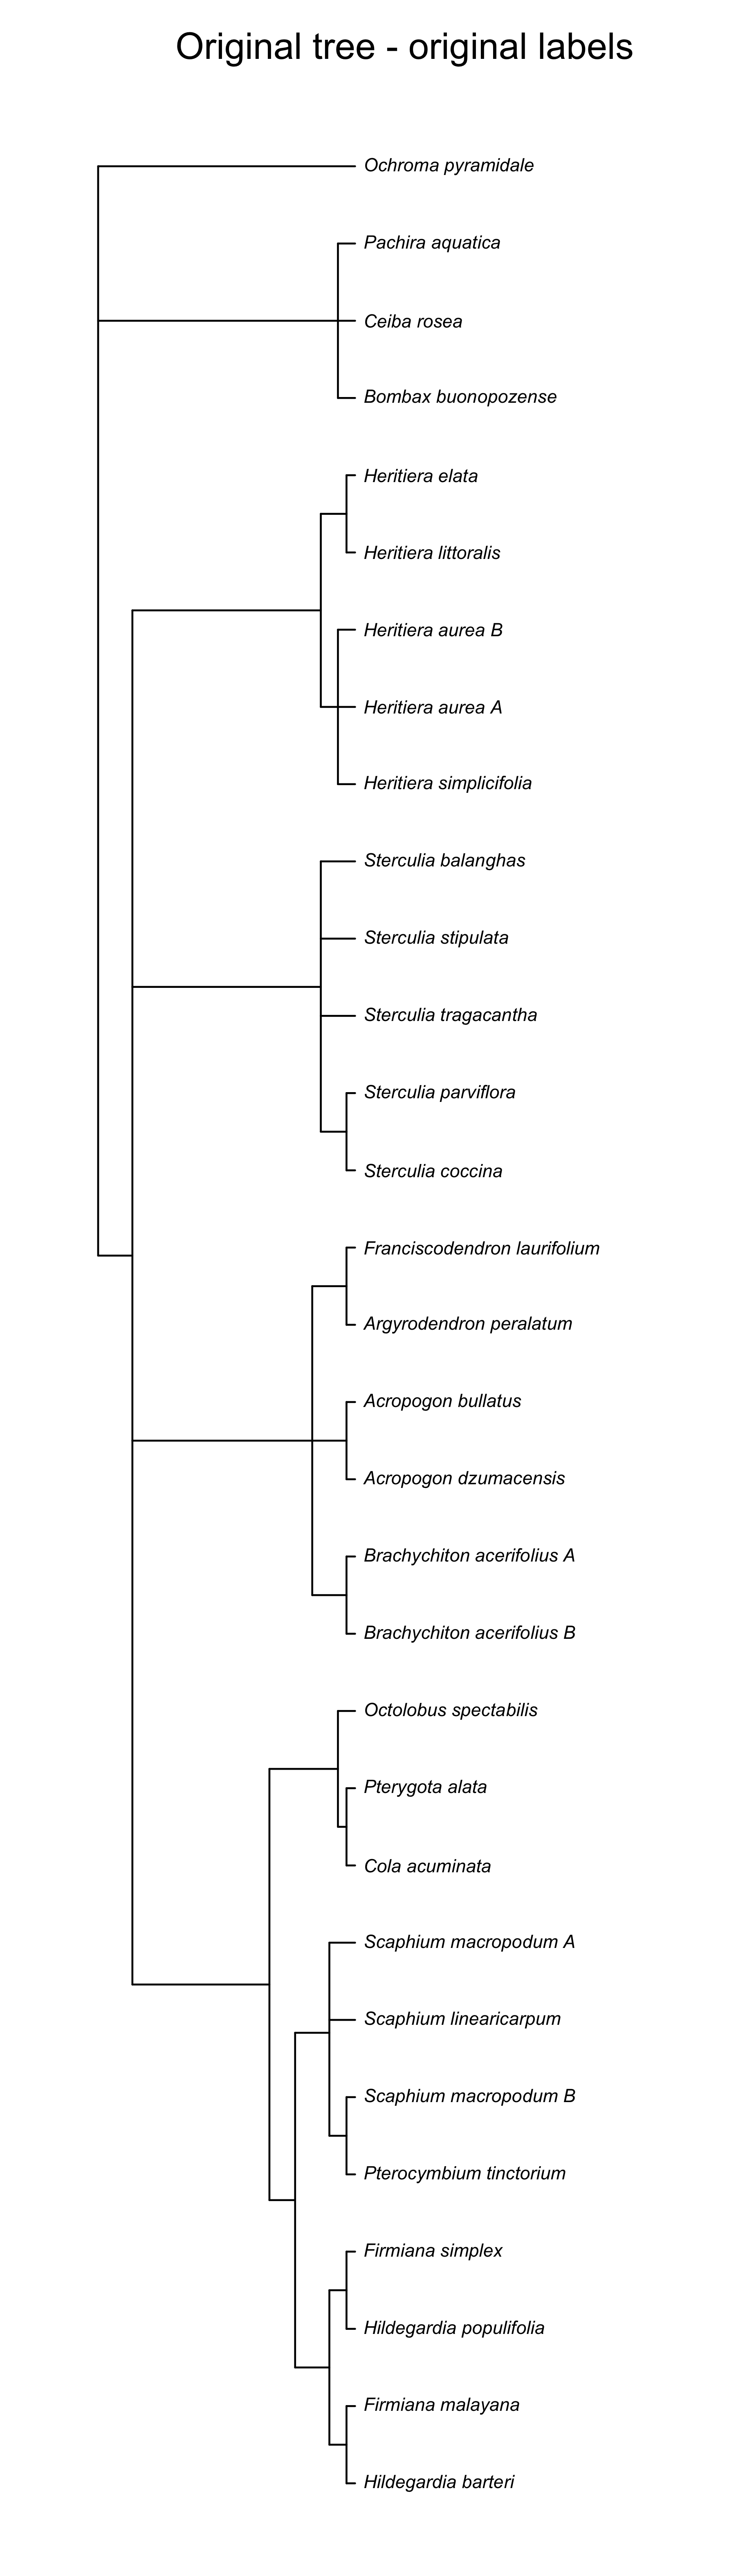 Original tree - original labels
Ochroma pyramidale
Pachira aquatica
Ceiba rosea
Bombax buonopozense
Heritiera elata
Heritiera littoralis
Heritiera aurea B
Heritiera aurea A
Heritiera simplicifolia
Sterculia balanghas
Sterculia stipulata
Sterculia tragacantha
Sterculia parviflora
Sterculia coccina
Franciscodendron laurifolium
Argyrodendron peralatum
Acropogon bullatus
Acropogon dzumacensis
Brachychiton acerifolius A
Brachychiton acerifolius B
Octolobus spectabilis
Pterygota alata
Cola acuminata
Scaphium macropodum A
Scaphium linearicarpum
Scaphium macropodum B
Pterocymbium tinctorium
Firmiana simplex
Hildegardia populifolia
Firmiana malayana
Hildegardia barteri